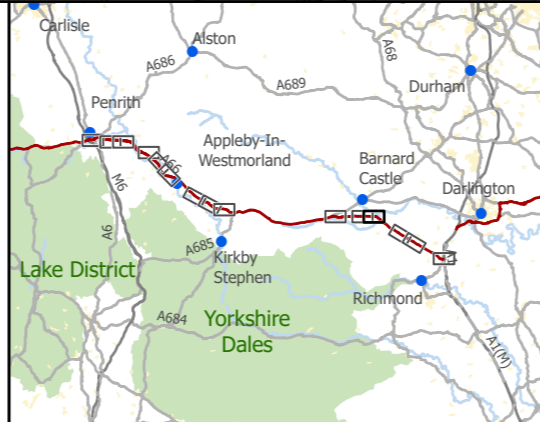 Carlisle
Alston
A686
A68
A689
Durham
Penrith
Appleby-In-
Westmorland
A66
Barnard
Castle
Darlington
M6
A6
A685
Kirkby
Stephen
Lake District
Richmond
A684
Yorkshire
Dales
A1(M)